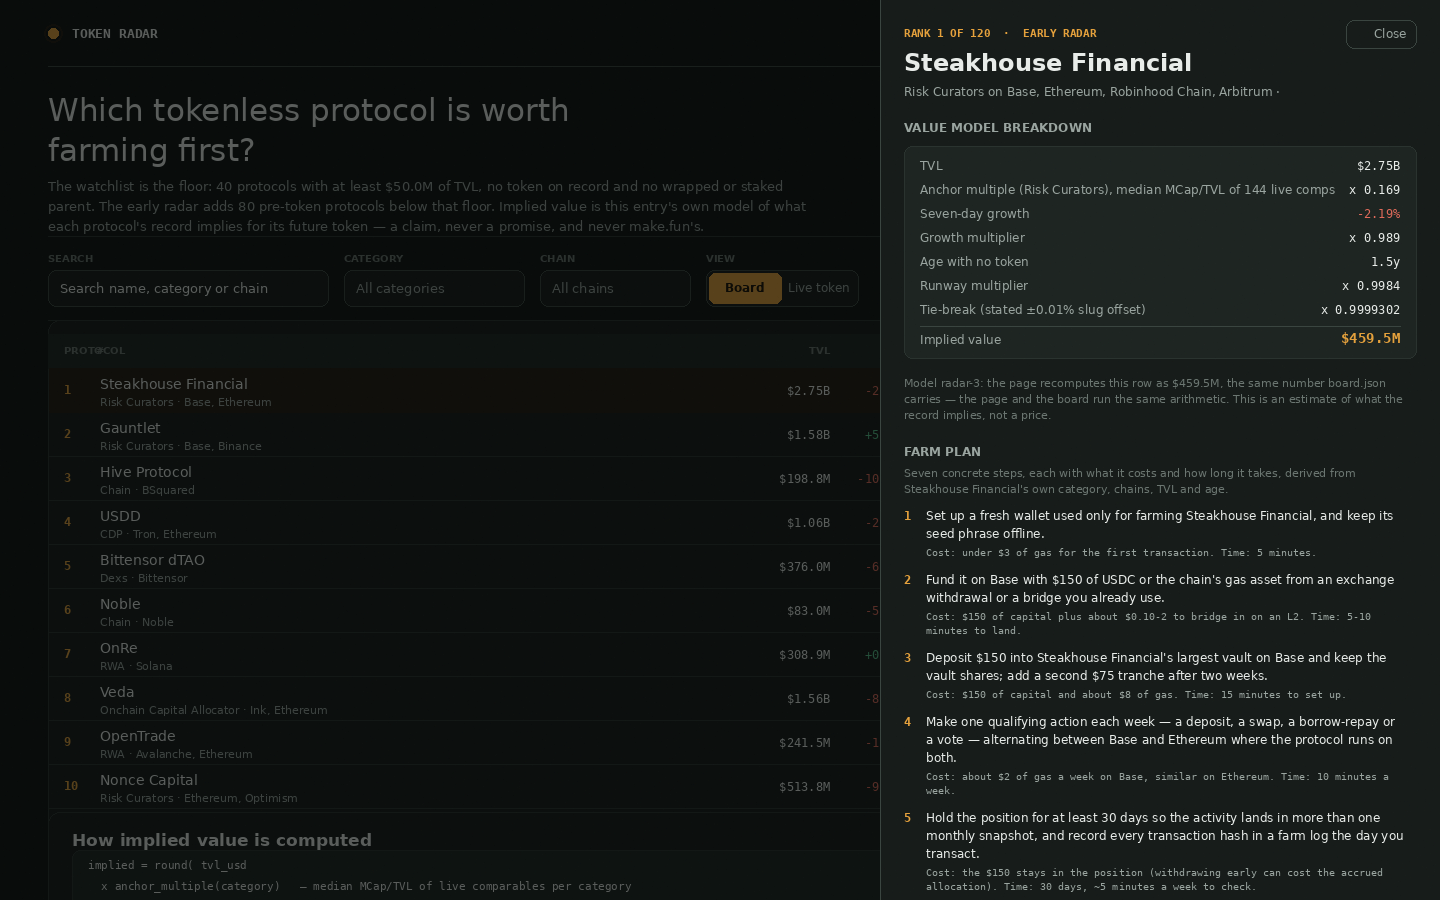 TOKEN RADAR
Which tokenless protocol is worth
farming first?
The watchlist is the floor: 40 protocols with at least $50.0M of TVL, no token on record and no wrapped or staked
parent. The early radar adds 80 pre-token protocols below that floor. Implied value is this entry's own model of what
each protocol's record implies for its future token — a claim, never a promise, and never make.fun's.
SEARCH CATEGORY CHAIN VIEW
Search name, category or chain All categories All chains Board Live token
PROTOCOL TVL
1 Steakhouse Financial $2.75B -2
Risk Curators · Base, Ethereum
2 Gauntlet $1.58B +5
Risk Curators · Base, Binance
3 Hive Protocol $198.8M -10
Chain · BSquared
4 USDD $1.06B -2
CDP · Tron, Ethereum
5 Bittensor dTAO $376.0M -6
Dexs · Bittensor
6 Noble $83.0M -5
Chain · Noble
7 OnRe $308.9M +0
RWA · Solana
8 Veda $1.56B -8
Onchain Capital Allocator · Ink, Ethereum
9 OpenTrade $241.5M -1
RWA · Avalanche, Ethereum
10 Nonce Capital $513.8M -9
Risk Curators · Ethereum, Optimism
How implied value is computed
implied = round( tvl_usd
x anchor_multiple(category) — median MCap/TVL of live comparables per category
RANK 1 OF 120 · EARLY RADAR
Close
Steakhouse Financial
Risk Curators on Base, Ethereum, Robinhood Chain, Arbitrum ·
VALUE MODEL BREAKDOWN
TVL $2.75B
Anchor multiple (Risk Curators), median MCap/TVL of 144 live comps x 0.169
Seven-day growth -2.19%
Growth multiplier x 0.989
Age with no token 1.5y
Runway multiplier x 0.9984
Tie-break (stated ±0.01% slug offset) x 0.9999302
Implied value $459.5M
Model radar-3: the page recomputes this row as $459.5M, the same number board.json
carries — the page and the board run the same arithmetic. This is an estimate of what the
record implies, not a price.
FARM PLAN
Seven concrete steps, each with what it costs and how long it takes, derived from
Steakhouse Financial's own category, chains, TVL and age.
1 Set up a fresh wallet used only for farming Steakhouse Financial, and keep its
seed phrase offline.
Cost: under $3 of gas for the first transaction. Time: 5 minutes.
2 Fund it on Base with $150 of USDC or the chain's gas asset from an exchange
withdrawal or a bridge you already use.
Cost: $150 of capital plus about $0.10-2 to bridge in on an L2. Time: 5-10
minutes to land.
3 Deposit $150 into Steakhouse Financial's largest vault on Base and keep the
vault shares; add a second $75 tranche after two weeks.
Cost: $150 of capital and about $8 of gas. Time: 15 minutes to set up.
4 Make one qualifying action each week — a deposit, a swap, a borrow-repay or
a vote — alternating between Base and Ethereum where the protocol runs on
both.
Cost: about $2 of gas a week on Base, similar on Ethereum. Time: 10 minutes a
week.
5 Hold the position for at least 30 days so the activity lands in more than one
monthly snapshot, and record every transaction hash in a farm log the day you
transact.
Cost: the $150 stays in the position (withdrawing early can cost the accrued
allocation). Time: 30 days, ~5 minutes a week to check.